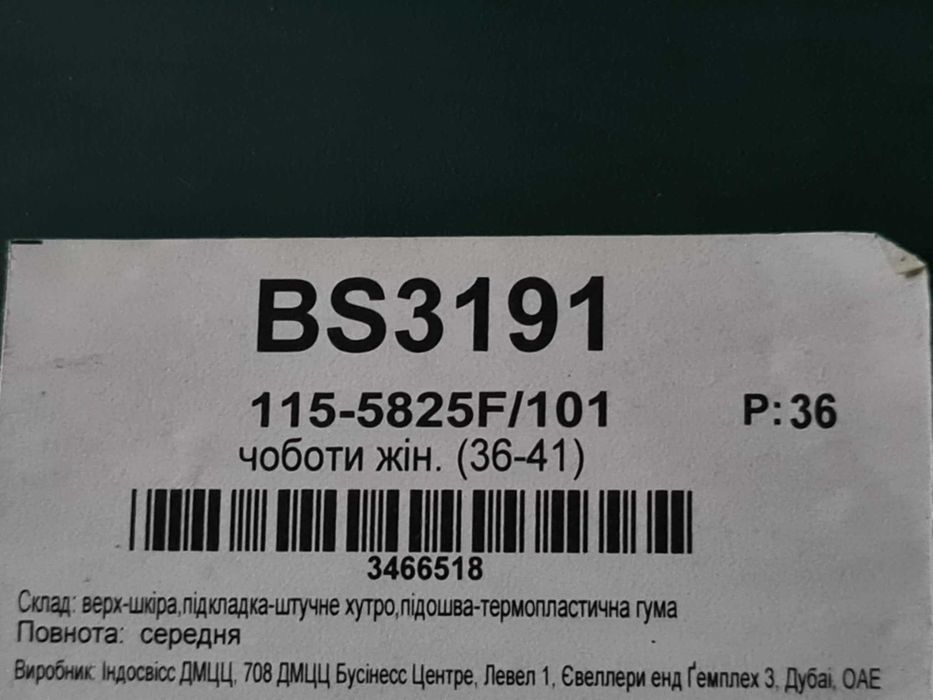 BS3191
115-5825F/101 Р: 36
чоботи жін. (36-41)
3466518
Склад: верх-шкіра,підкладка-штучне хутро,підошва-термопластична гума
Повнота: середня
Виробник: Індосвісс ДМЦЦ, 708 ДМЦЦ Бусінесс Центре, Левел 1, Євеллери енд Ґемплех 3, Дубаі, ОАЕ